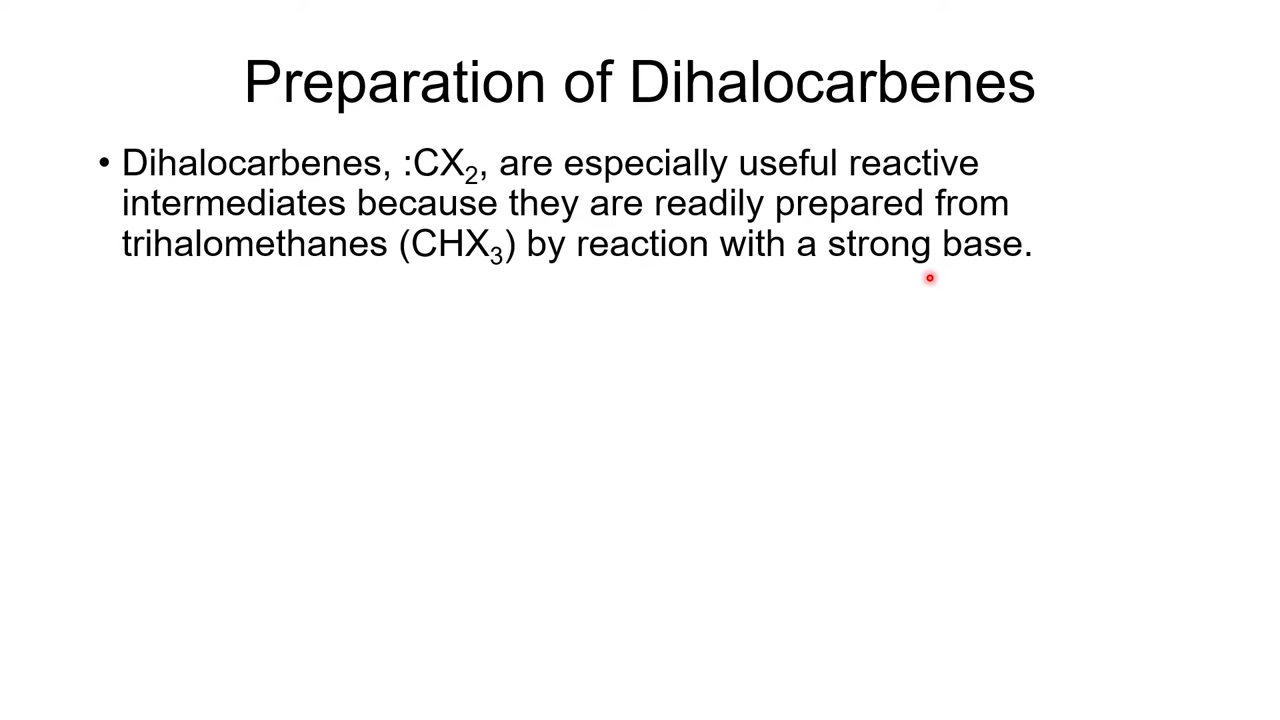 Preparation of Dihalocarbenes
• Dihalocarbenes, :CX₂, are especially useful reactive
intermediates because they are readily prepared from
trihalomethanes (CHX₃) by reaction with a strong base.